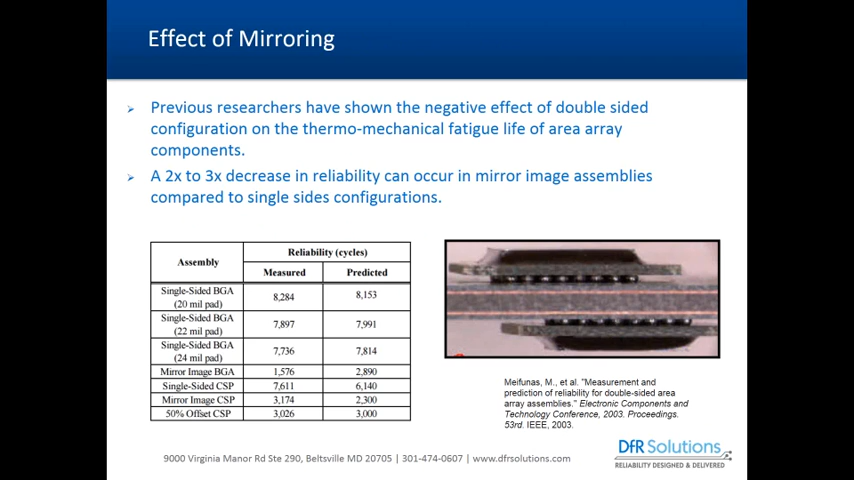 Effect of Mirroring
Previous researchers have shown the negative effect of double sided
configuration on the thermo-mechanical fatigue life of area array
components.
A 2x to 3x decrease in reliability can occur in mirror image assemblies
compared to single sides configurations.
Assembly
Reliability (cycles)
Measured Predicted
Single-Sided BGA
(20 mil pad)
8,284 8,153
Single-Sided BGA
(22 mil pad)
7,897 7,991
Single-Sided BGA
(24 mil pad)
7,736 7,814
Mirror Image BGA 1,576 2,890
Single-Sided CSP 7,611 6,140
Mirror Image CSP 3,174 2,300
50% Offset CSP 3,026 3,000
Meifunas, M., et al. "Measurement and
prediction of reliability for double-sided area
array assemblies." Electronic Components and
Technology Conference, 2003. Proceedings.
53rd. IEEE, 2003.
9000 Virginia Manor Rd Ste 290, Beltsville MD 20705 | 301-474-0607 | www.dfrsolutions.com
DfR Solutions
RELIABILITY DESIGNED & DELIVERED